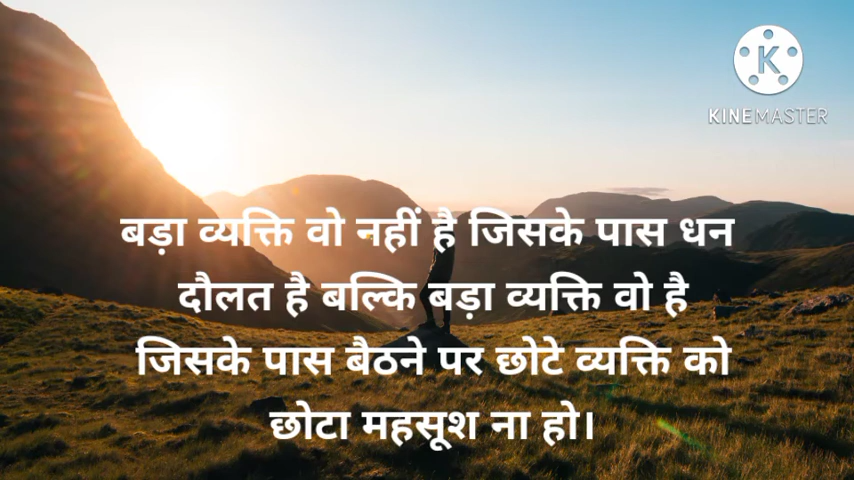 KINEMASTER
बड़ा व्यक्ति वो नहीं है जिसके पास धन
दौलत है बल्कि बड़ा व्यक्ति वो है
जिसके पास बैठने पर छोटे व्यक्ति को
छोटा महसूश ना हो।